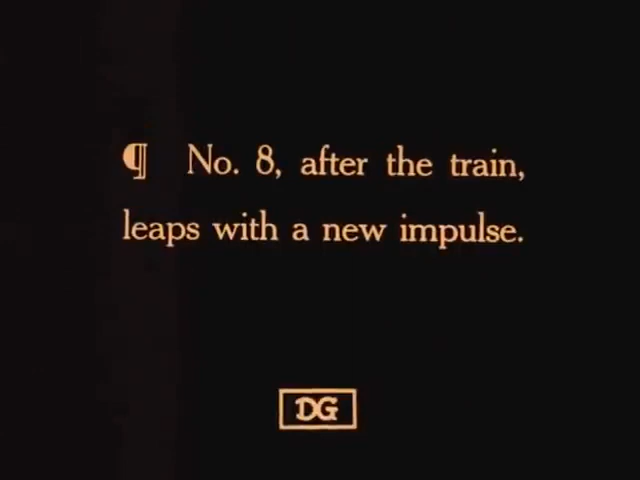 ¶ No. 8, after the train,
leaps with a new impulse.
DG